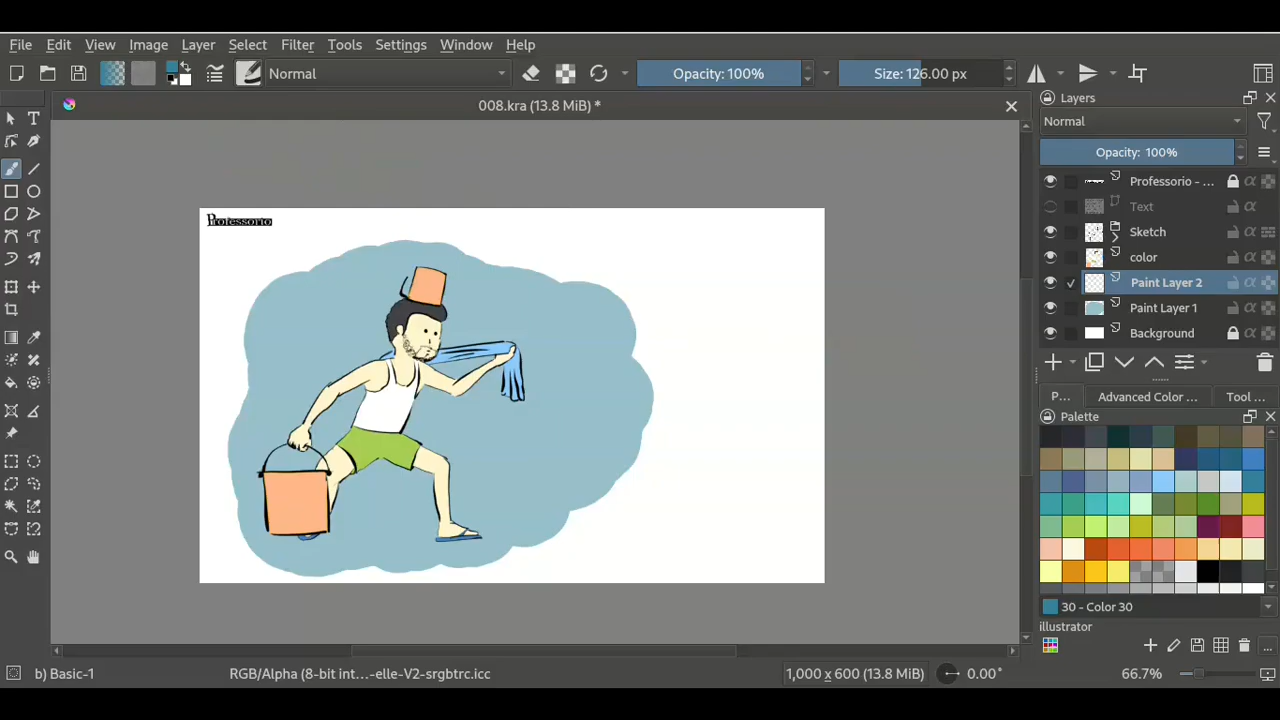 File Edit View Image Layer Select Filter Tools Settings Window Help
Normal
Opacity: 100%
Size: 126.00 px
008.kra (13.8 MiB) *
Professorio
Layers
Normal
Opacity: 100%
Professorio - ...
Text
Sketch
color
Paint Layer 2
Paint Layer 1
Background
P... Advanced Color ... Tool ...
Palette
30 - Color 30
illustrator
b) Basic-1
RGB/Alpha (8-bit int...-elle-V2-srgbtrc.icc
1,000 x 600 (13.8 MiB)
0.00°
66.7%